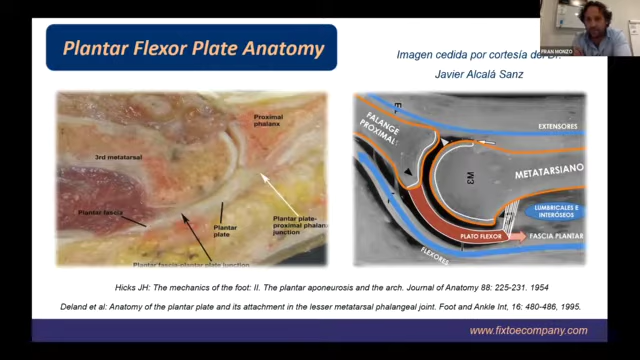 Plantar Flexor Plate Anatomy
Imagen cedida por cortesía del Dr.
Javier Alcalá Sanz
FRAN MONZO
Proximal
phalanx
3rd metatarsal
Plantar fascia
Plantar
plate
Plantar plate-
proximal phalan
junction
Plantar fascia-plantar plate junction
E
FALANGE
PROXIMAL:
EXTENSORES
M3
METATARSIANO
LUMBRICALES E
INTERÓSEOS
PLATO FLEXOR
FASCIA PLANTAR
FLEXORES
Hicks JH: The mechanics of the foot: II. The plantar aponeurosis and the arch. Journal of Anatomy 88: 225-231. 1954
Deland et al: Anatomy of the plantar plate and its attachment in the lesser metatarsal phalangeal joint. Foot and Ankle Int, 16: 480-486, 1995.
www.fixtoecompany.com